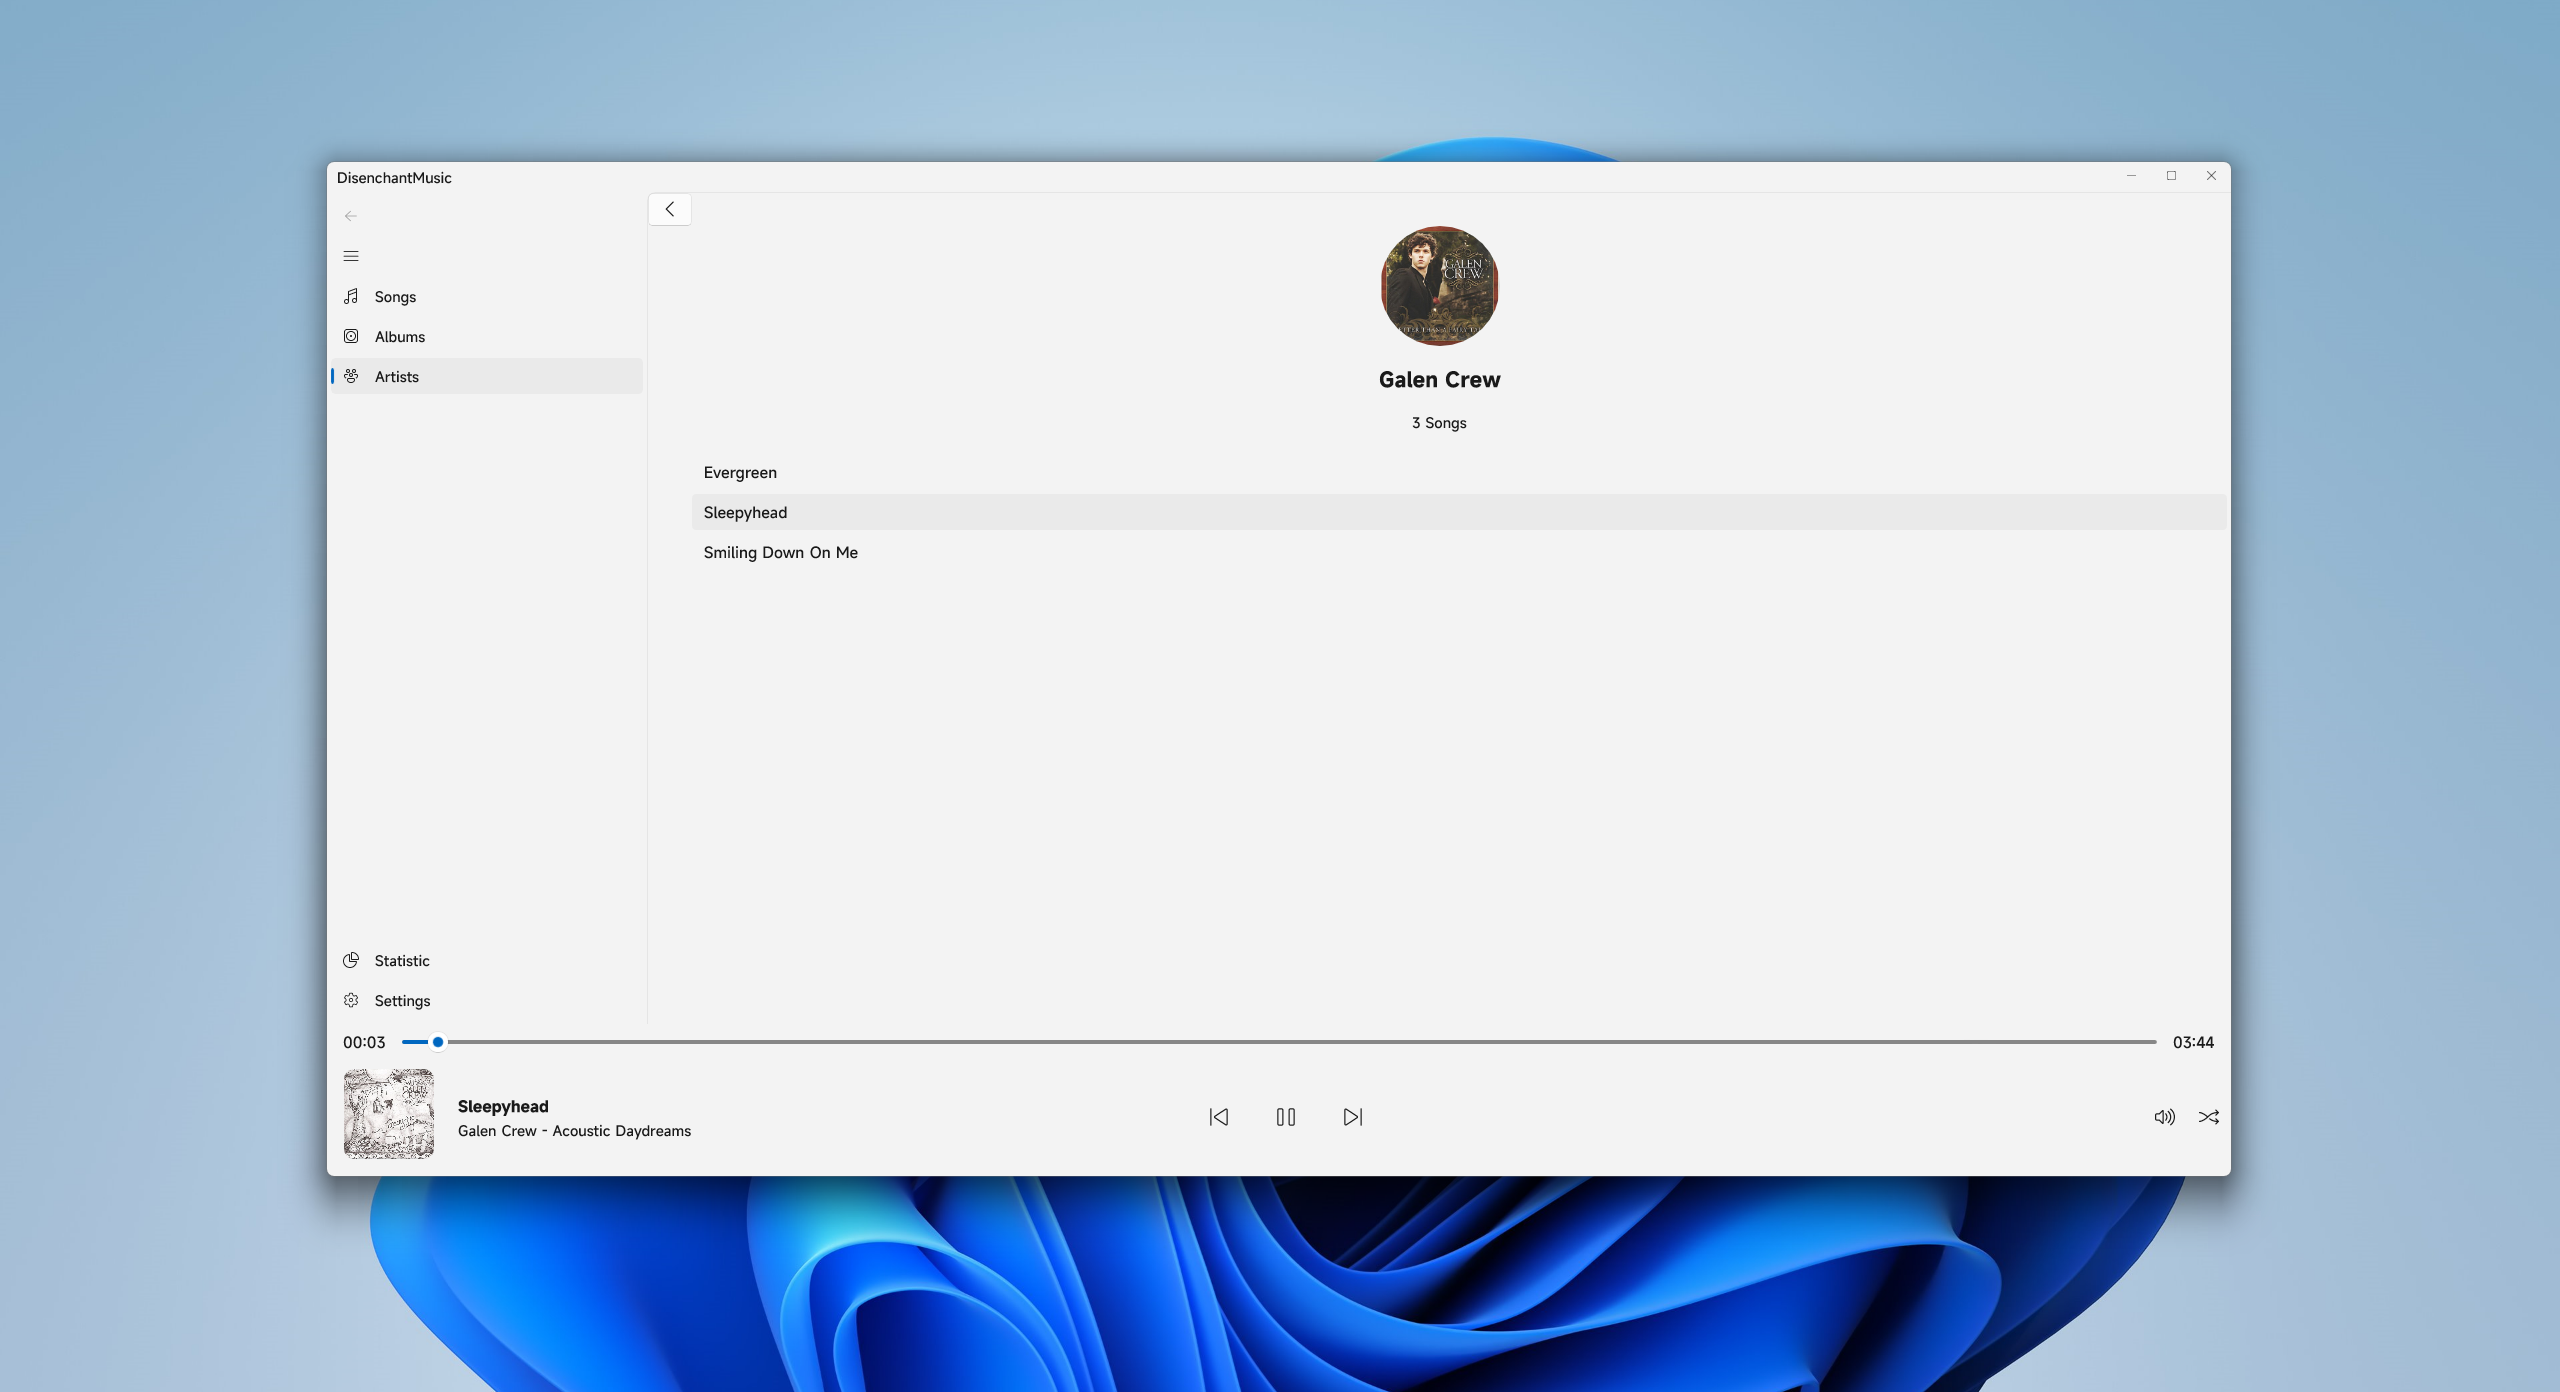 DisenchantMusic
Songs
Albums
Artists
GALEN
CREW
Galen Crew
3 Songs
Evergreen
Sleepyhead
Smiling Down On Me
Statistic
Settings
00:03
03:44
Sleepyhead
Galen Crew - Acoustic Daydreams